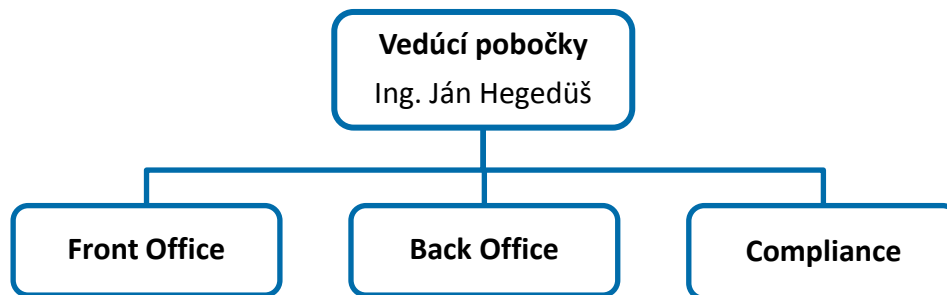 Vedúcí pobočky
Ing. Ján Hegedüš
Front Office
Back Office
Compliance